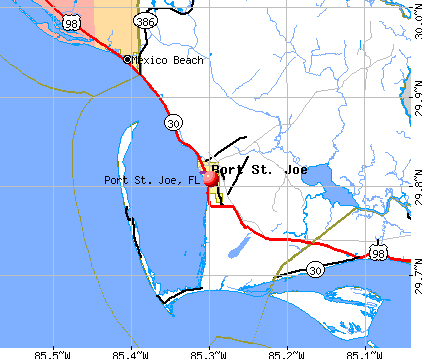 98
386
30.0°N
Mexico Beach
29.9°N
30
Port St. Joe
Port St. Joe, FL
29.8°N
98
30
29.7°N
85.5°W
85.4°W
85.3°W
85.2°W
85.1°W